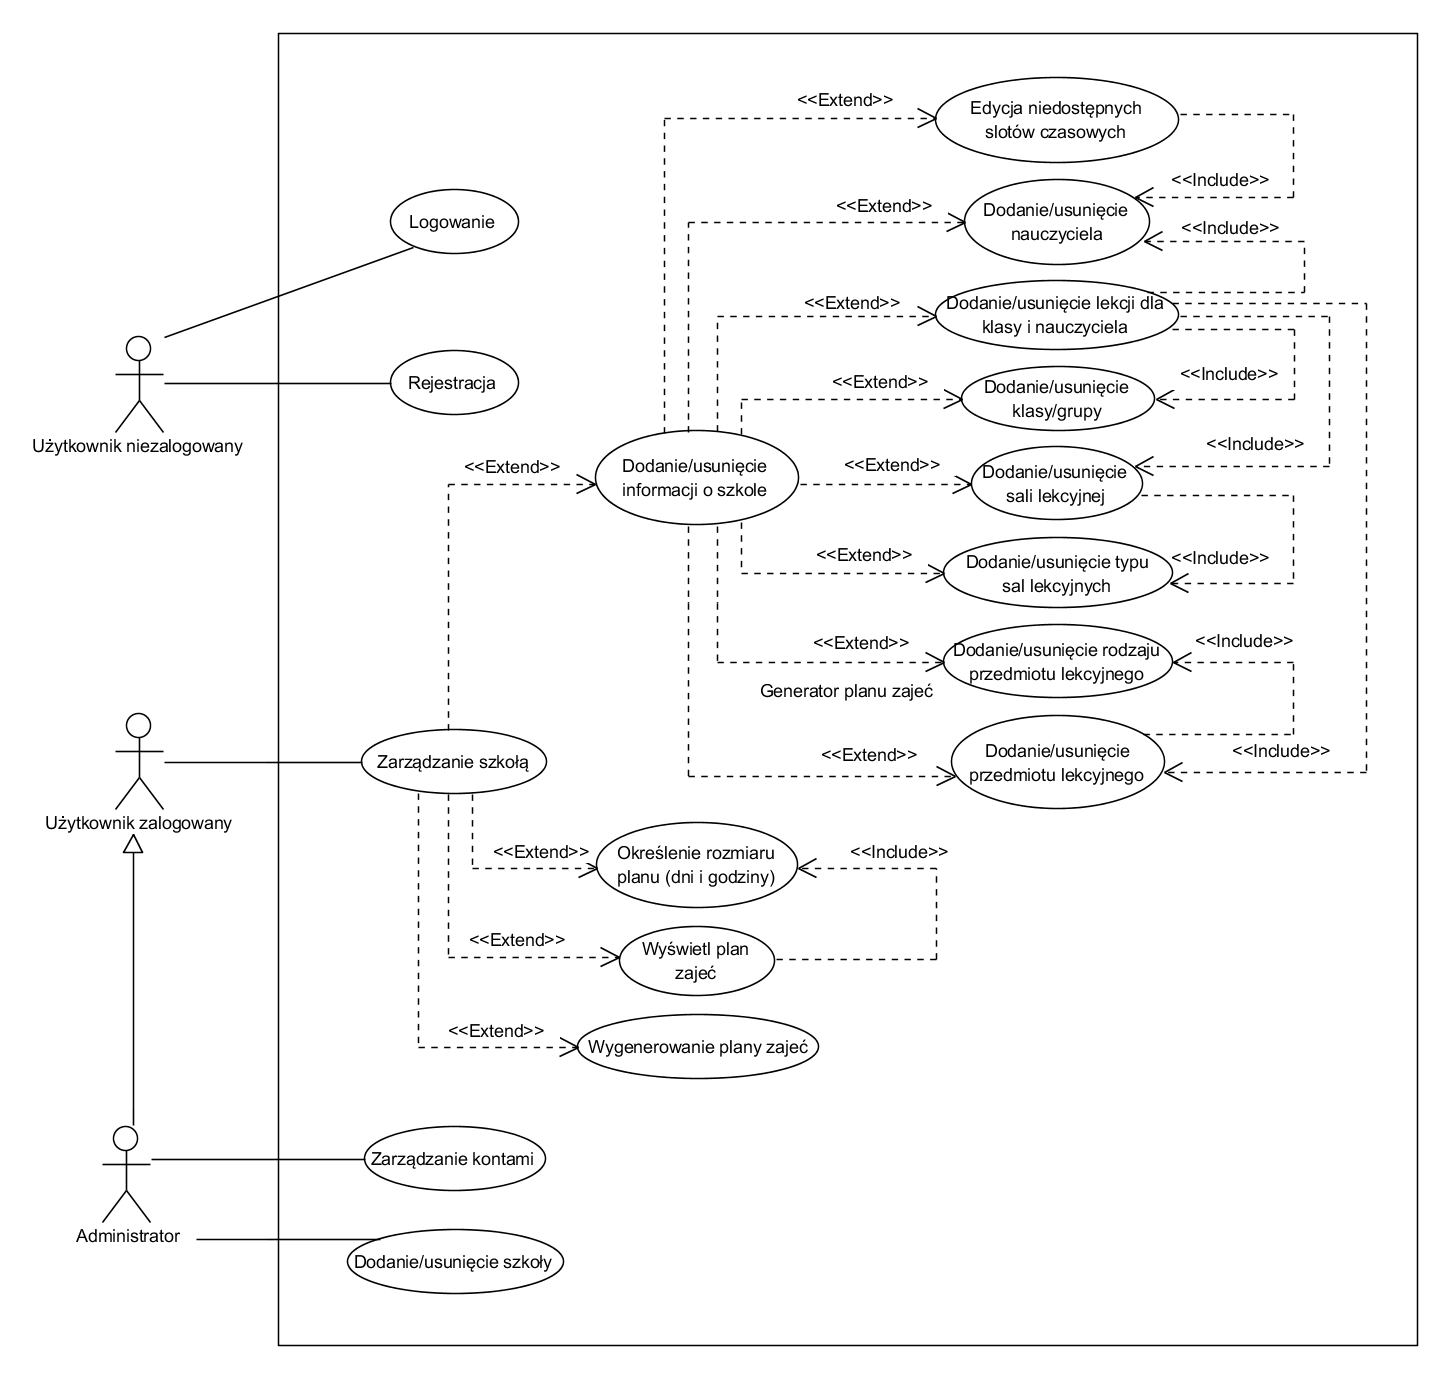 <<Extend>>
Edycja niedostępnych
slotów czasowych
<<Include>>
<<Extend>>
Dodanie/usunięcie
nauczyciela
<<Include>>
Logowanie
<<Extend>>
Dodanie/usunięcie lekcji dla
klasy i nauczyciela
<<Include>>
<<Extend>>
Dodanie/usunięcie
klasy/grupy
Rejestracja
Użytkownik niezalogowany
<<Include>>
<<Extend>>
Dodanie/usunięcie
informacji o szkole
<<Extend>>
Dodanie/usunięcie
sali lekcyjnej
<<Extend>>
Dodanie/usunięcie typu
sal lekcyjnych
<<Include>>
<<Extend>>
Dodanie/usunięcie rodzaju
przedmiotu lekcyjnego
<<Include>>
Generator planu zajeć
Zarządzanie szkołą
<<Extend>>
Dodanie/usunięcie
przedmiotu lekcyjnego
<<Include>>
Użytkownik zalogowany
<<Extend>>
Określenie rozmiaru
planu (dni i godziny)
<<Include>>
<<Extend>>
Wyświetl plan
zajeć
<<Extend>>
Wygenerowanie plany zajeć
Zarządzanie kontami
Administrator
Dodanie/usunięcie szkoły